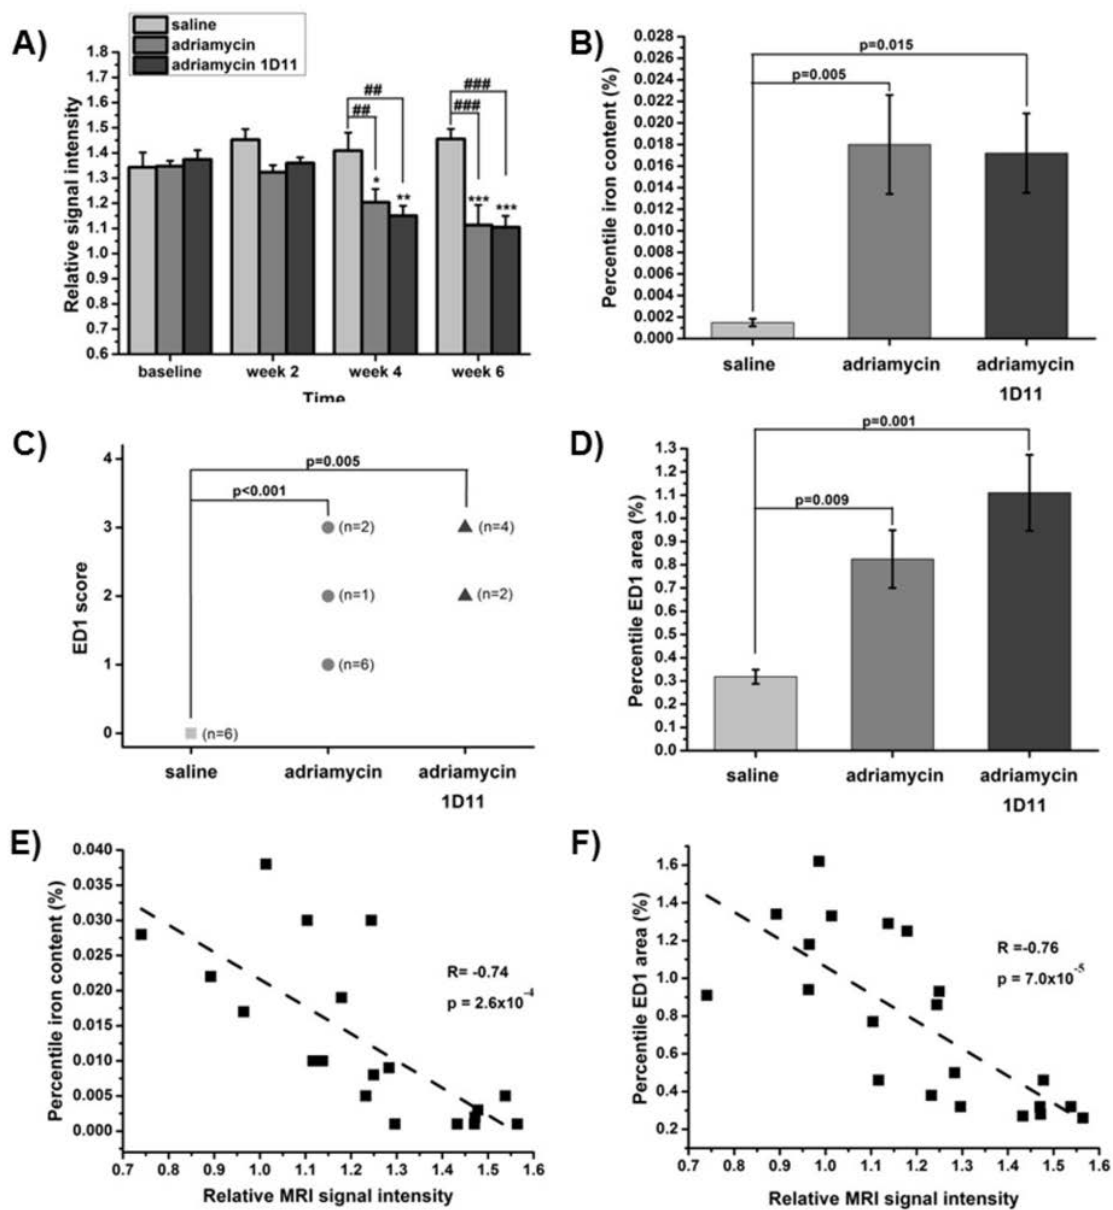 A)
saline
adriamycin
adriamycin 1D11
Relative signal intensity
1.8
1.7
1.6
1.5
1.4
1.3
1.2
1.1
1.0
0.9
0.8
0.7
0.6
##
##
###
###
*
**
***
***
baseline
week 2
week 4
week 6
Time
B)
Percentile iron content (%)
0.028
0.026
0.024
0.022
0.020
0.018
0.016
0.014
0.012
0.010
0.008
0.006
0.004
0.002
0.000
p=0.015
p=0.005
saline
adriamycin
adriamycin
1D11
C)
ED1 score
4
3
2
1
0
p=0.005
p<0.001
(n=2)
(n=4)
(n=1)
(n=2)
(n=6)
(n=6)
saline
adriamycin
adriamycin
1D11
D)
Percentile ED1 area (%)
1.3
1.2
1.1
1.0
0.9
0.8
0.7
0.6
0.5
0.4
0.3
0.2
0.1
0.0
p=0.001
p=0.009
saline
adriamycin
adriamycin
1D11
E)
Percentile iron content (%)
0.040
0.035
0.030
0.025
0.020
0.015
0.010
0.005
0.000
R= -0.74
p = 2.6x10⁻⁴
0.7 0.8 0.9 1.0 1.1 1.2 1.3 1.4 1.5 1.6
Relative MRI signal intensity
F)
Percentile ED1 area (%)
1.6
1.4
1.2
1.0
0.8
0.6
0.4
0.2
R =-0.76
p = 7.0x10⁻⁵
0.7 0.8 0.9 1.0 1.1 1.2 1.3 1.4 1.5 1.6
Relative MRI signal intensity